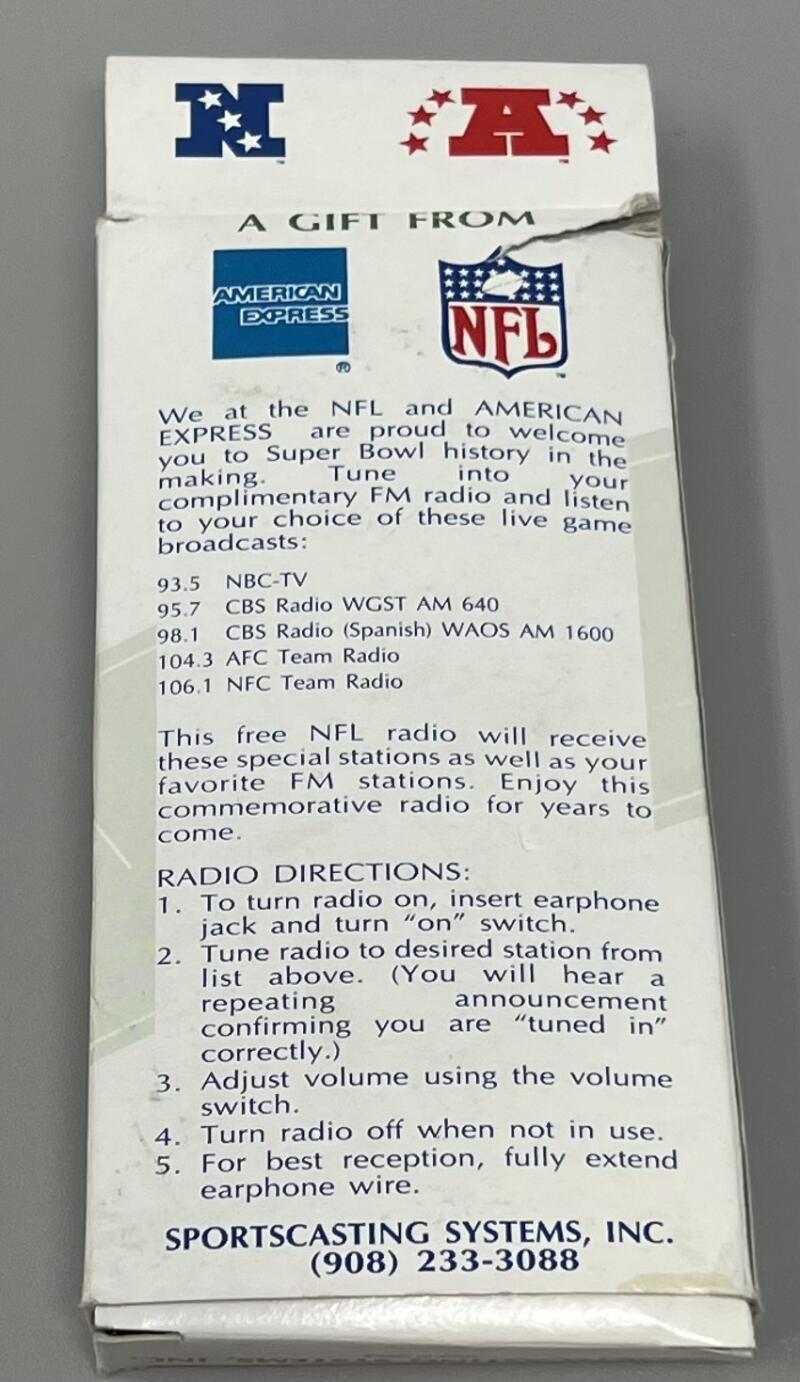 N
A
A GIFT FROM
AMERICAN
EXPRESS
®
NFL
We at the NFL and AMERICAN
EXPRESS are proud to welcome
you to Super Bowl history in the
making. Tune into your
complimentary FM radio and listen
to your choice of these live game
broadcasts:
93.5 NBC-TV
95.7 CBS Radio WGST AM 640
98.1 CBS Radio (Spanish) WAOS AM 1600
104.3 AFC Team Radio
106.1 NFC Team Radio
This free NFL radio will receive
these special stations as well as your
favorite FM stations. Enjoy this
commemorative radio for years to
come.
RADIO DIRECTIONS:
1. To turn radio on, insert earphone
jack and turn “on” switch.
2. Tune radio to desired station from
list above. (You will hear a
repeating announcement
confirming you are “tuned in”
correctly.)
3. Adjust volume using the volume
switch.
4. Turn radio off when not in use.
5. For best reception, fully extend
earphone wire.
SPORTSCASTING SYSTEMS, INC.
(908) 233-3088